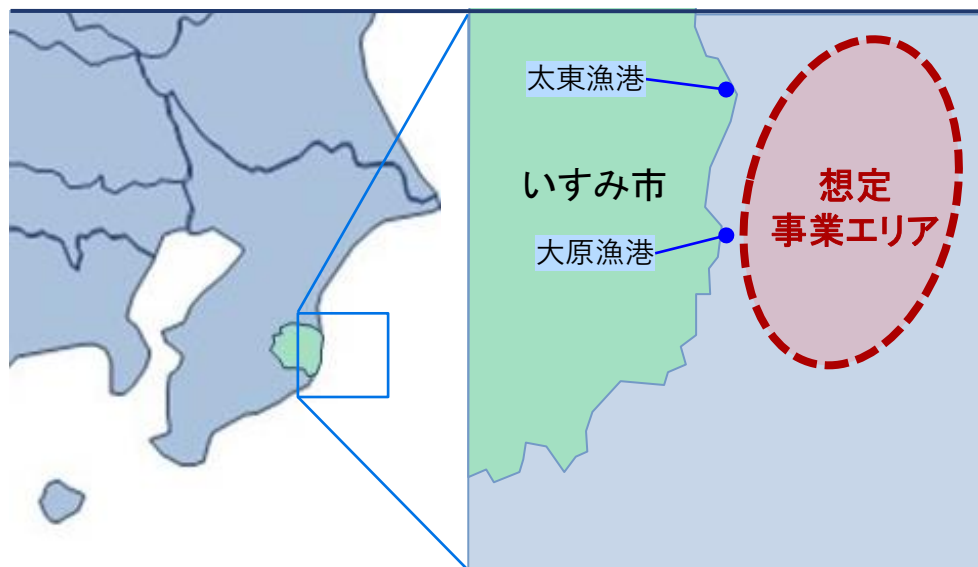 太東漁港
いすみ市
大原漁港
想定
事業エリア